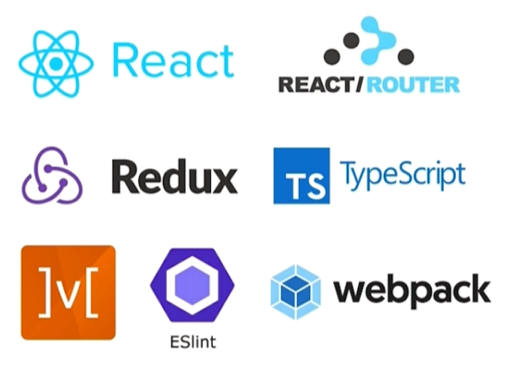 React
REACT/ROUTER
Redux
TS TypeScript
]v[
ESlint
webpack